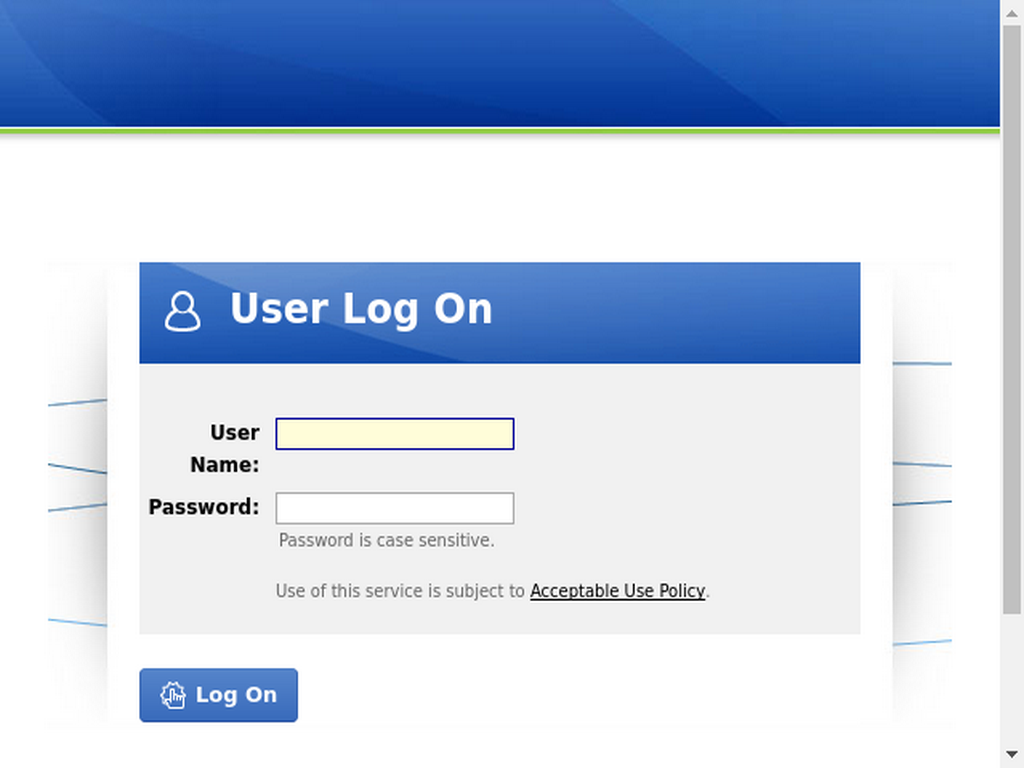 User Log On
User
Name:
Password:
Password is case sensitive.
Use of this service is subject to Acceptable Use Policy.
Log On